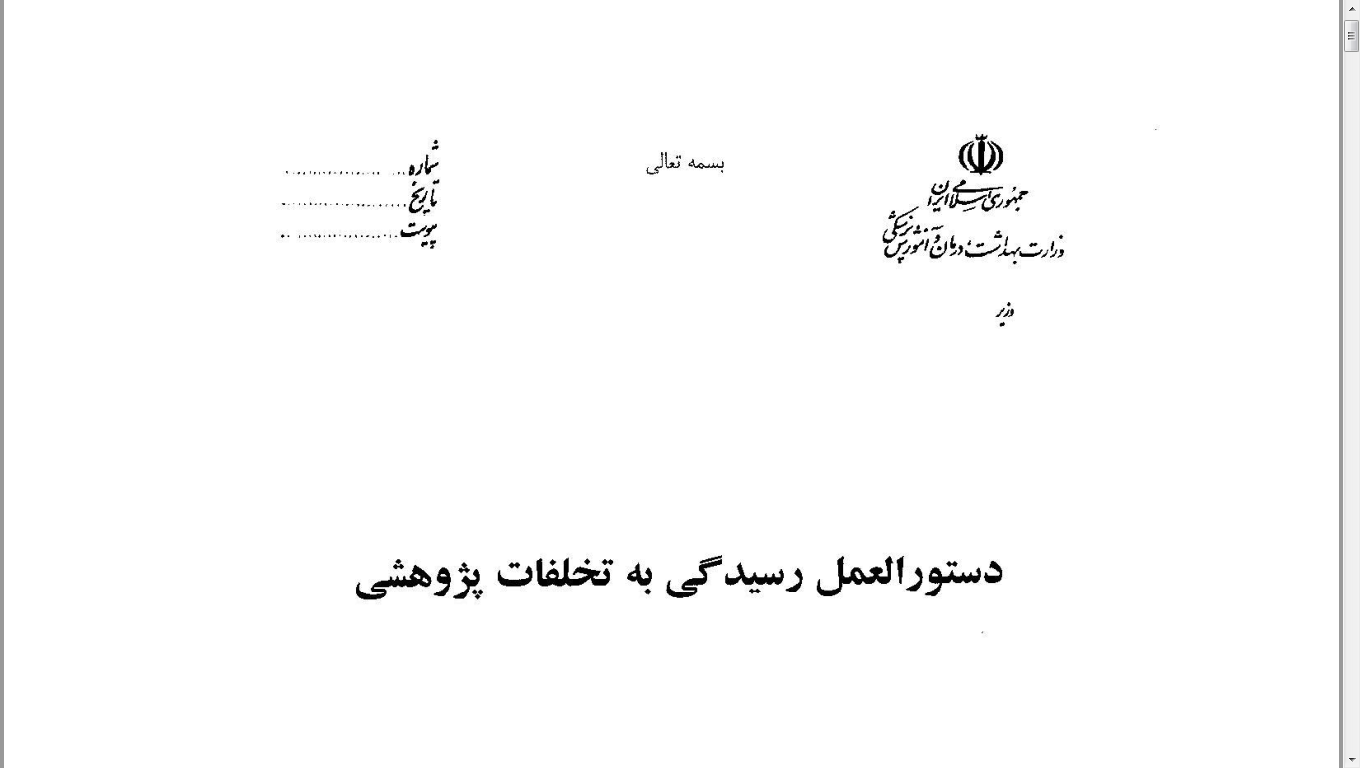 جمهوری اسلامی ایران
وزارت بهداشت، درمان و آموزش پزشکی
وزیر
بسمه تعالی
شماره ....................
تاریخ ....................
پیوست ....................
دستورالعمل رسیدگی به تخلفات پژوهشی